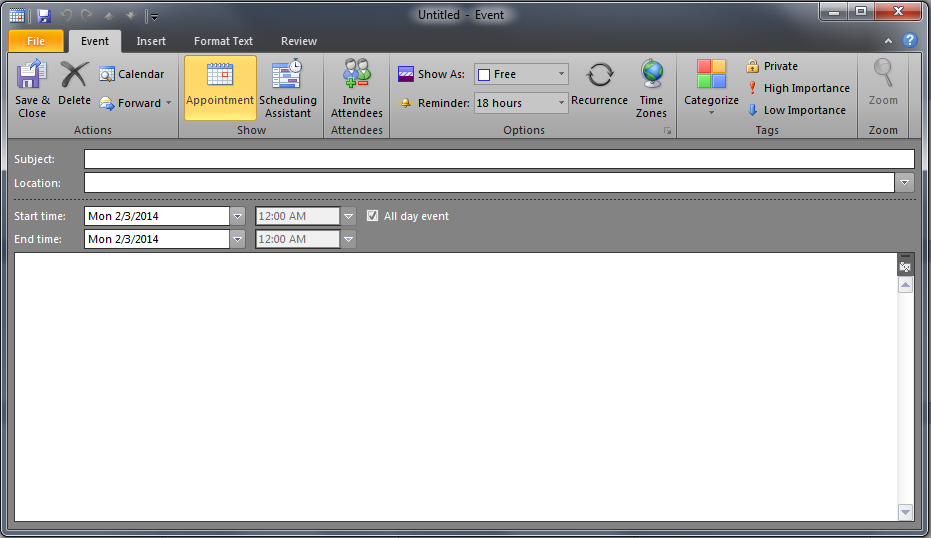 Untitled - Event
File Event Insert Format Text Review
Save & Close Delete Calendar Forward
Appointment Scheduling Assistant
Invite Attendees
Show As: Free
Reminder: 18 hours
Recurrence Time Zones
Categorize Private
High Importance
Low Importance
Zoom
Actions Show Attendees Options Tags Zoom
Subject:
Location:
Start time: Mon 2/3/2014 12:00 AM All day event
End time: Mon 2/3/2014 12:00 AM